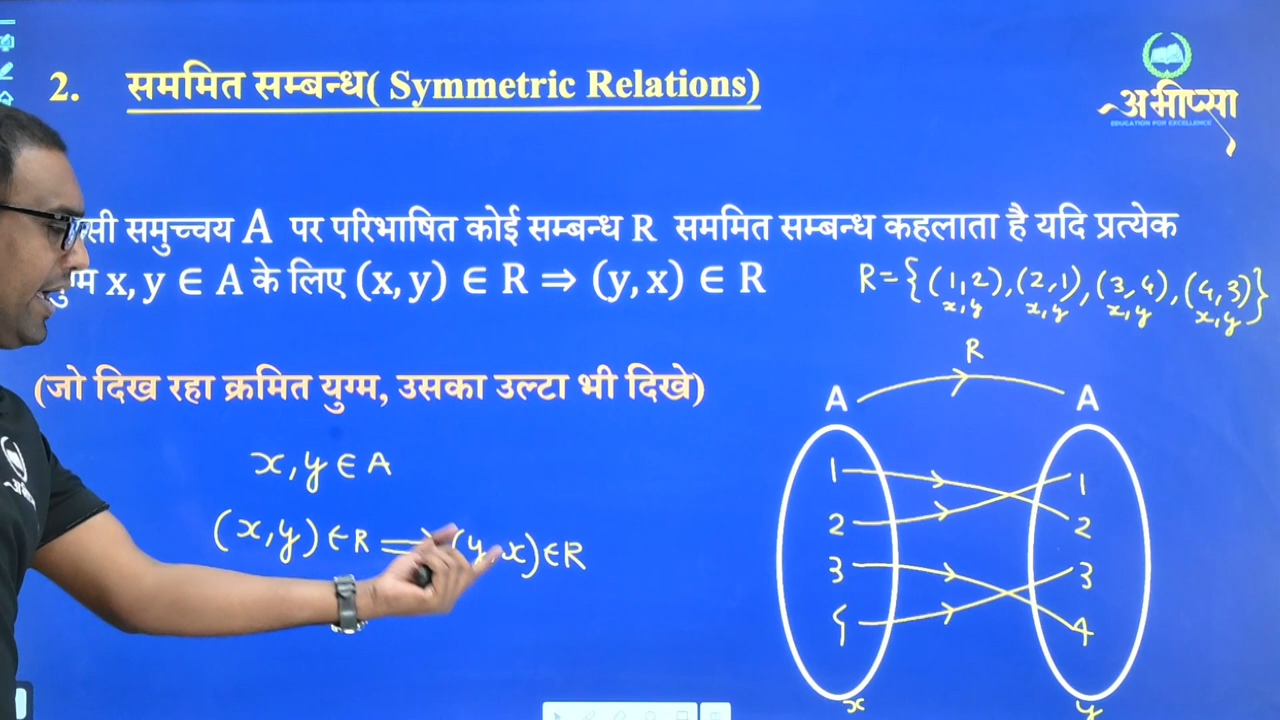 2. सममित सम्बन्ध( Symmetric Relations)
अभीप्सा
EDUCATION FOR EXCELLENCE
सी समुच्चय A पर परिभाषित कोई सम्बन्ध R सममित सम्बन्ध कहलाता है यदि प्रत्येक
x, y ∈ A के लिए (x, y) ∈ R ⇒ (y, x) ∈ R
R = {(1,2), (2,1), (3,4), (4,3)}
x,y x,y x,y x,y
(जो दिख रहा क्रमित युग्म, उसका उल्टा भी दिखे)
R
A A
x, y ∈ A
(x,y) ∈ R ⇒ (y,x) ∈ R
1 1
2 2
3 3
4 4
x y